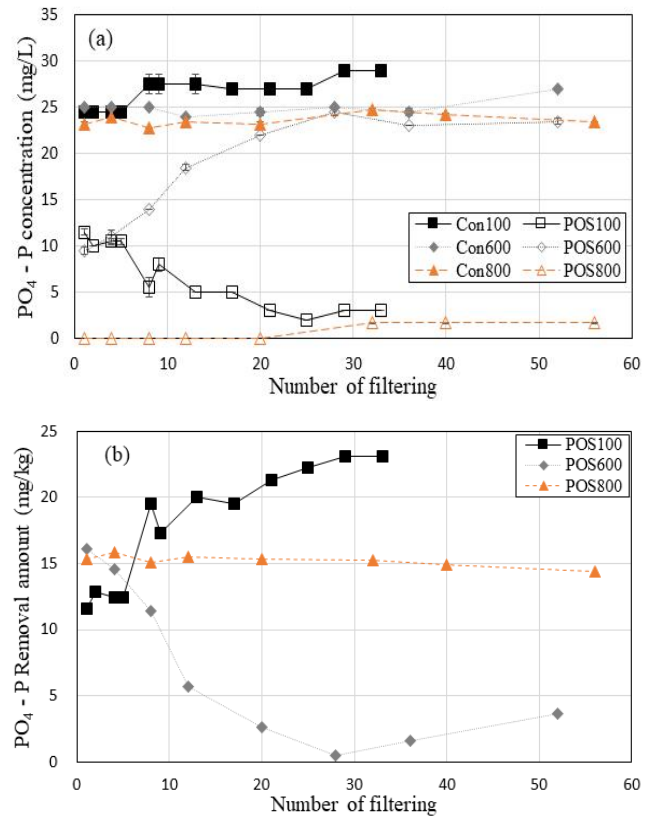 (a)
PO₄ - P concentration (mg/L)
35
30
25
20
15
10
5
0
Con100 POS100
Con600 POS600
Con800 POS800
0 10 20 30 40 50 60
Number of filtering
(b)
PO₄ - P Removal amount (mg/kg)
25
20
15
10
5
0
POS100
POS600
POS800
0 10 20 30 40 50 60
Number of filtering